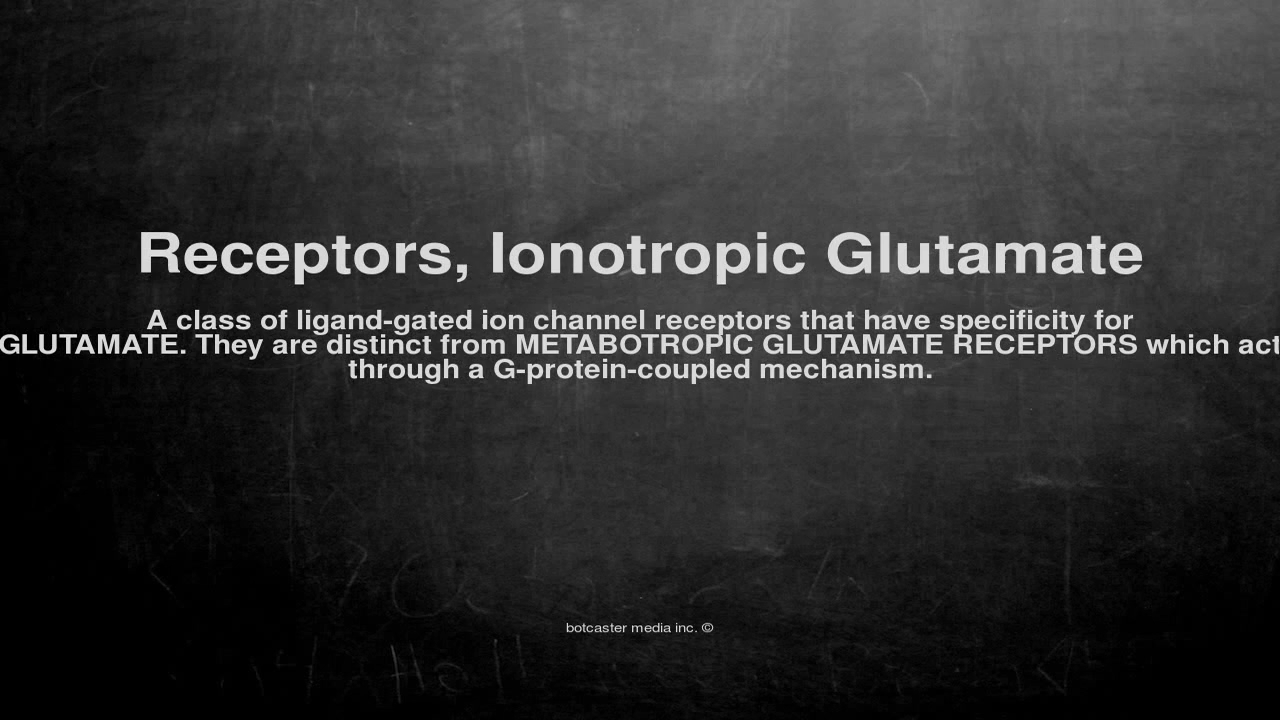 Receptors, Ionotropic Glutamate
A class of ligand-gated ion channel receptors that have specificity for
GLUTAMATE. They are distinct from METABOTROPIC GLUTAMATE RECEPTORS which act
through a G-protein-coupled mechanism.
botcaster media inc. ©